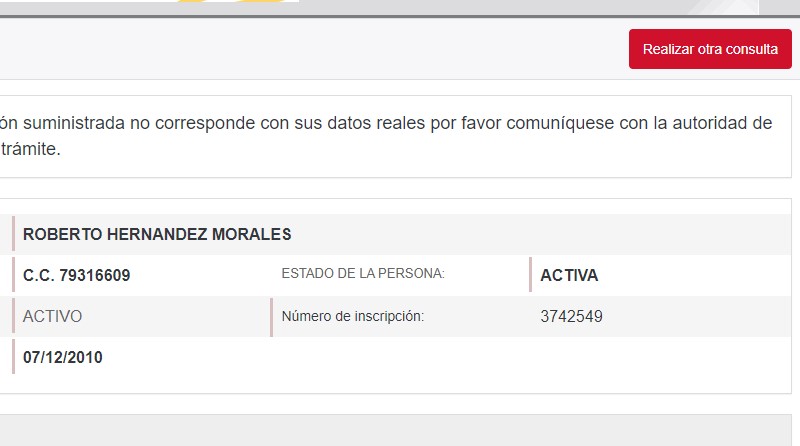 Realizar otra consulta
ón suministrada no corresponde con sus datos reales por favor comuníquese con la autoridad de
trámite.
ROBERTO HERNANDEZ MORALES
C.C. 79316609 ESTADO DE LA PERSONA: ACTIVA
ACTIVO Número de inscripción: 3742549
07/12/2010